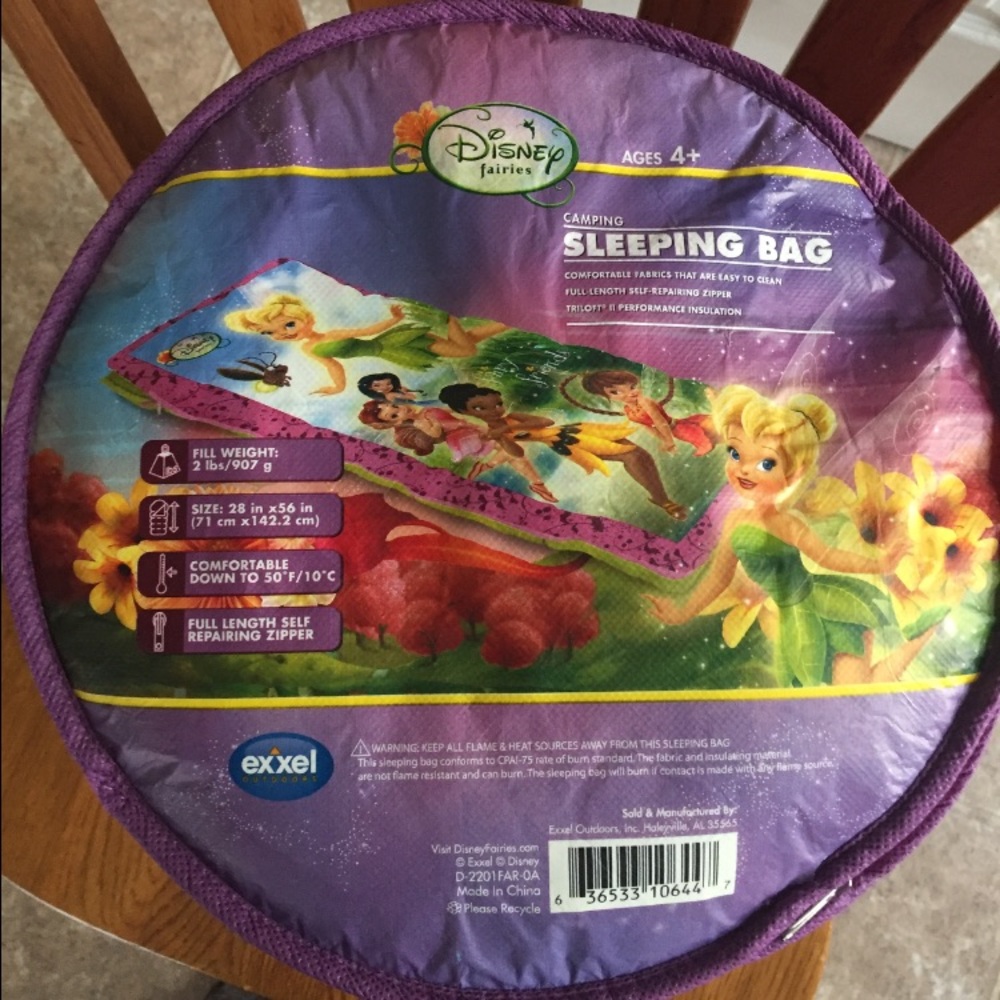 Disney
fairies
AGES 4+
CAMPING
SLEEPING BAG
COMFORTABLE FABRICS THAT ARE EASY TO CLEAN
FULL-LENGTH SELF-REPAIRING ZIPPER
TRILOFT® II PERFORMANCE INSULATION
Disney
friends
FILL WEIGHT:
2 lbs/907 g
SIZE: 28 in x56 in
(71 cm x142.2 cm)
COMFORTABLE
DOWN TO 50°F/10°C
FULL LENGTH SELF
REPAIRING ZIPPER
exxel
OUTDOORS
WARNING: KEEP ALL FLAME & HEAT SOURCES AWAY FROM THIS SLEEPING BAG
This sleeping bag conforms to CPAI-75 rate of burn standard. The fabric and insulating material
are not flame resistant and can burn. The sleeping bag will burn if contact is made with any flame source.
Sold & Manufactured By:
Exxel Outdoors, Inc. Haleyville, AL 35565
Visit DisneyFairies.com
© Exxel © Disney
D-2201FAR-0A
Made in China
Please Recycle
6 36533 10644 7